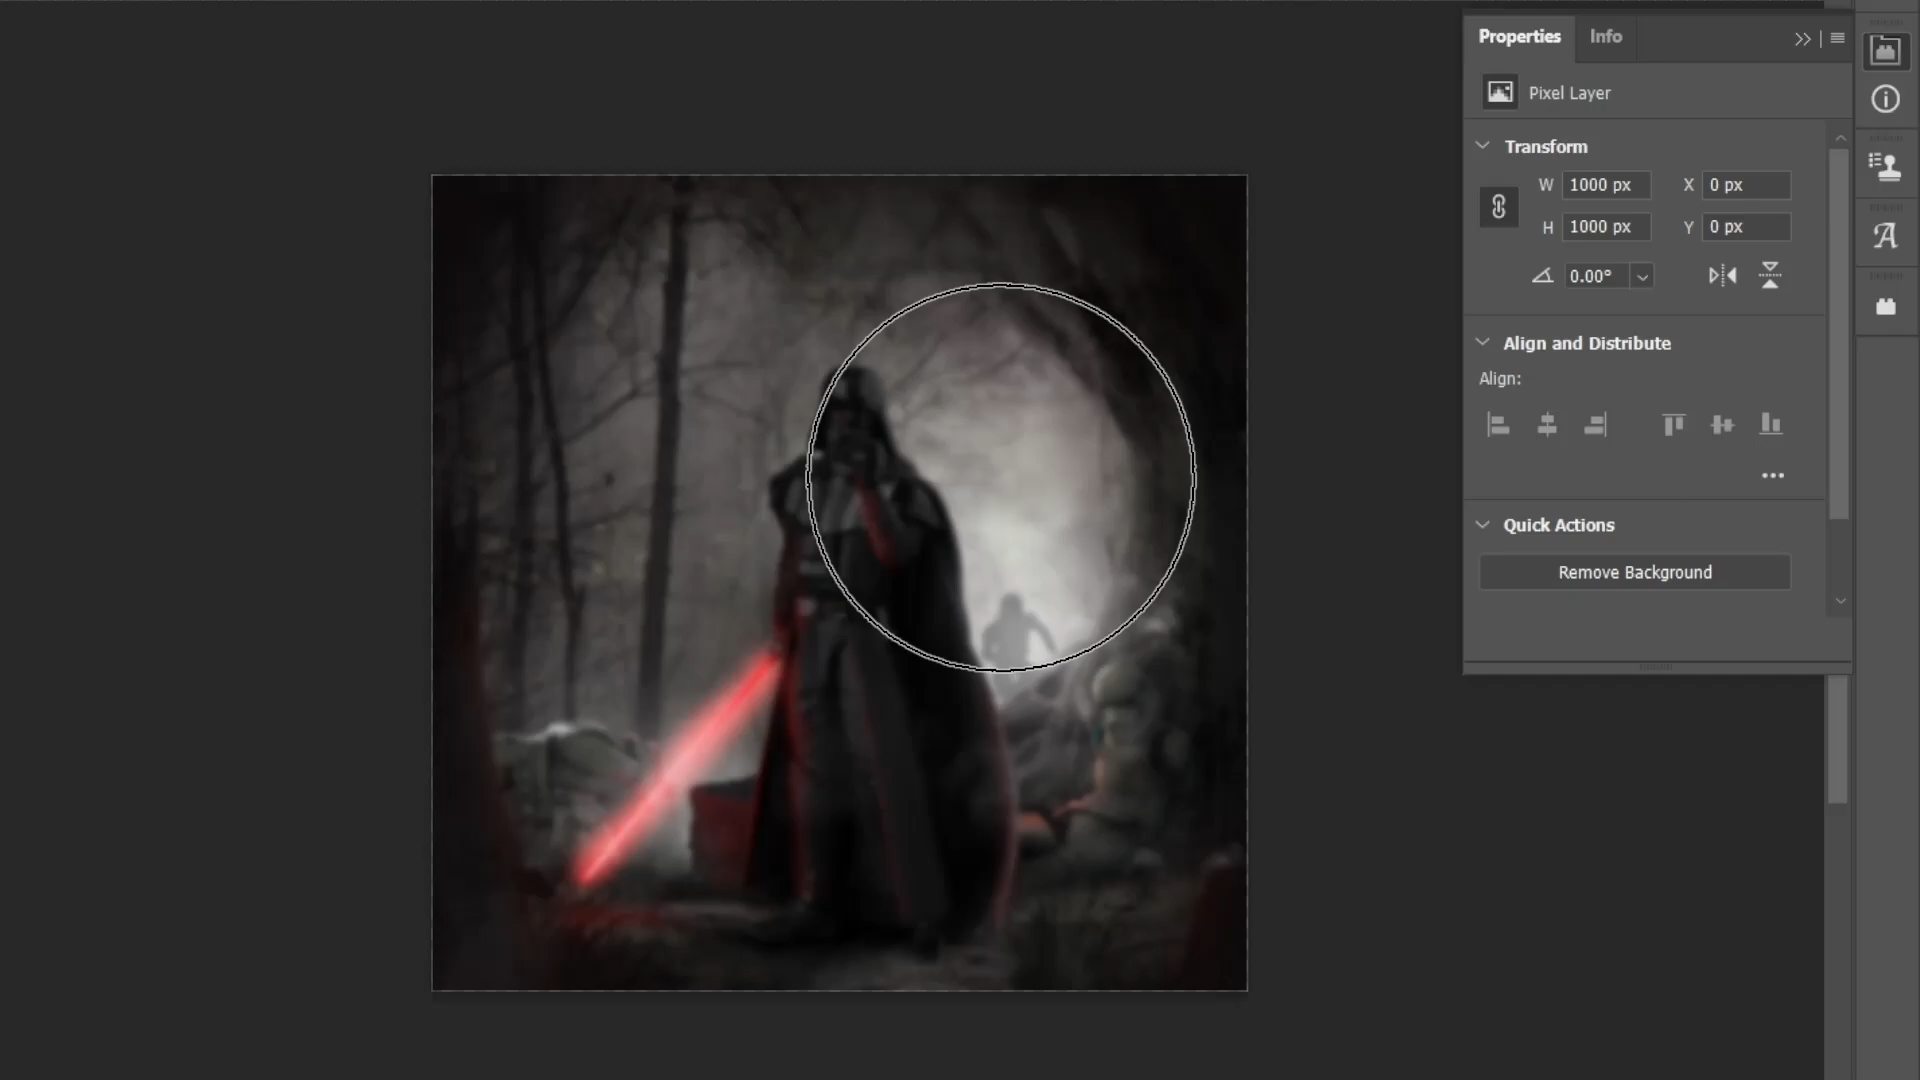 Properties Info
Pixel Layer
Transform
W 1000 px X 0 px
H 1000 px Y 0 px
0.00°
Align and Distribute
Align:
Quick Actions
Remove Background